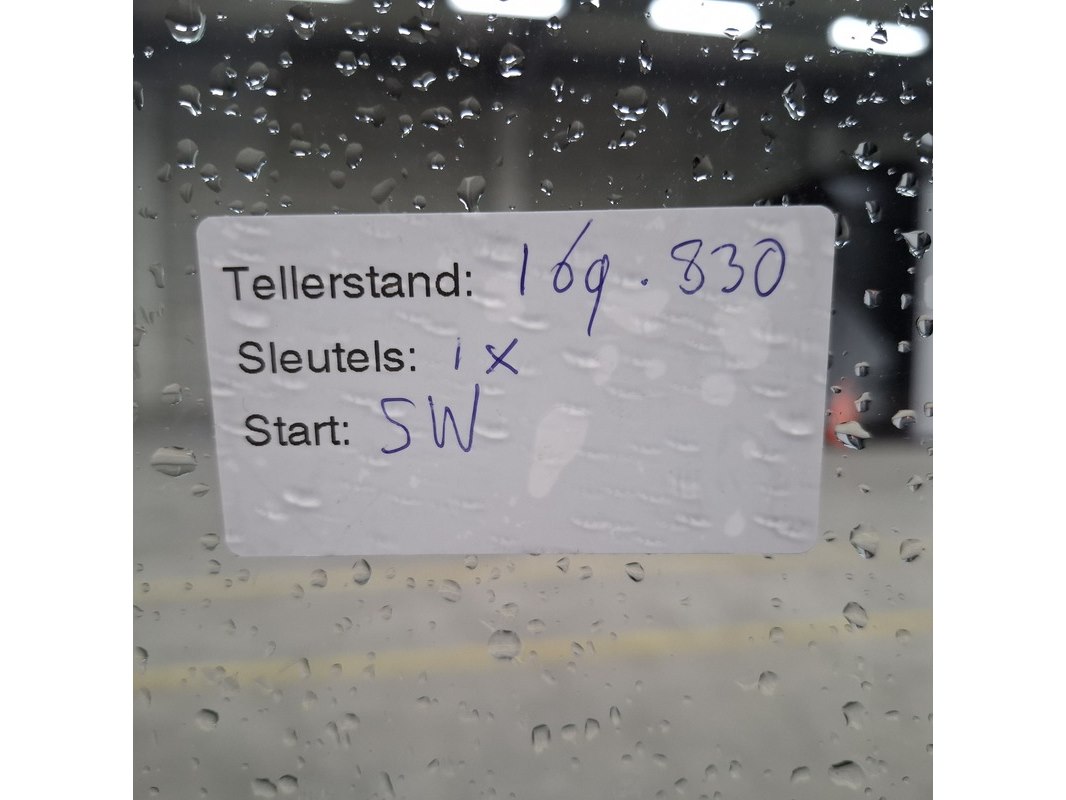 Tellerstand: 169.830
Sleutels: 1x
Start: SW